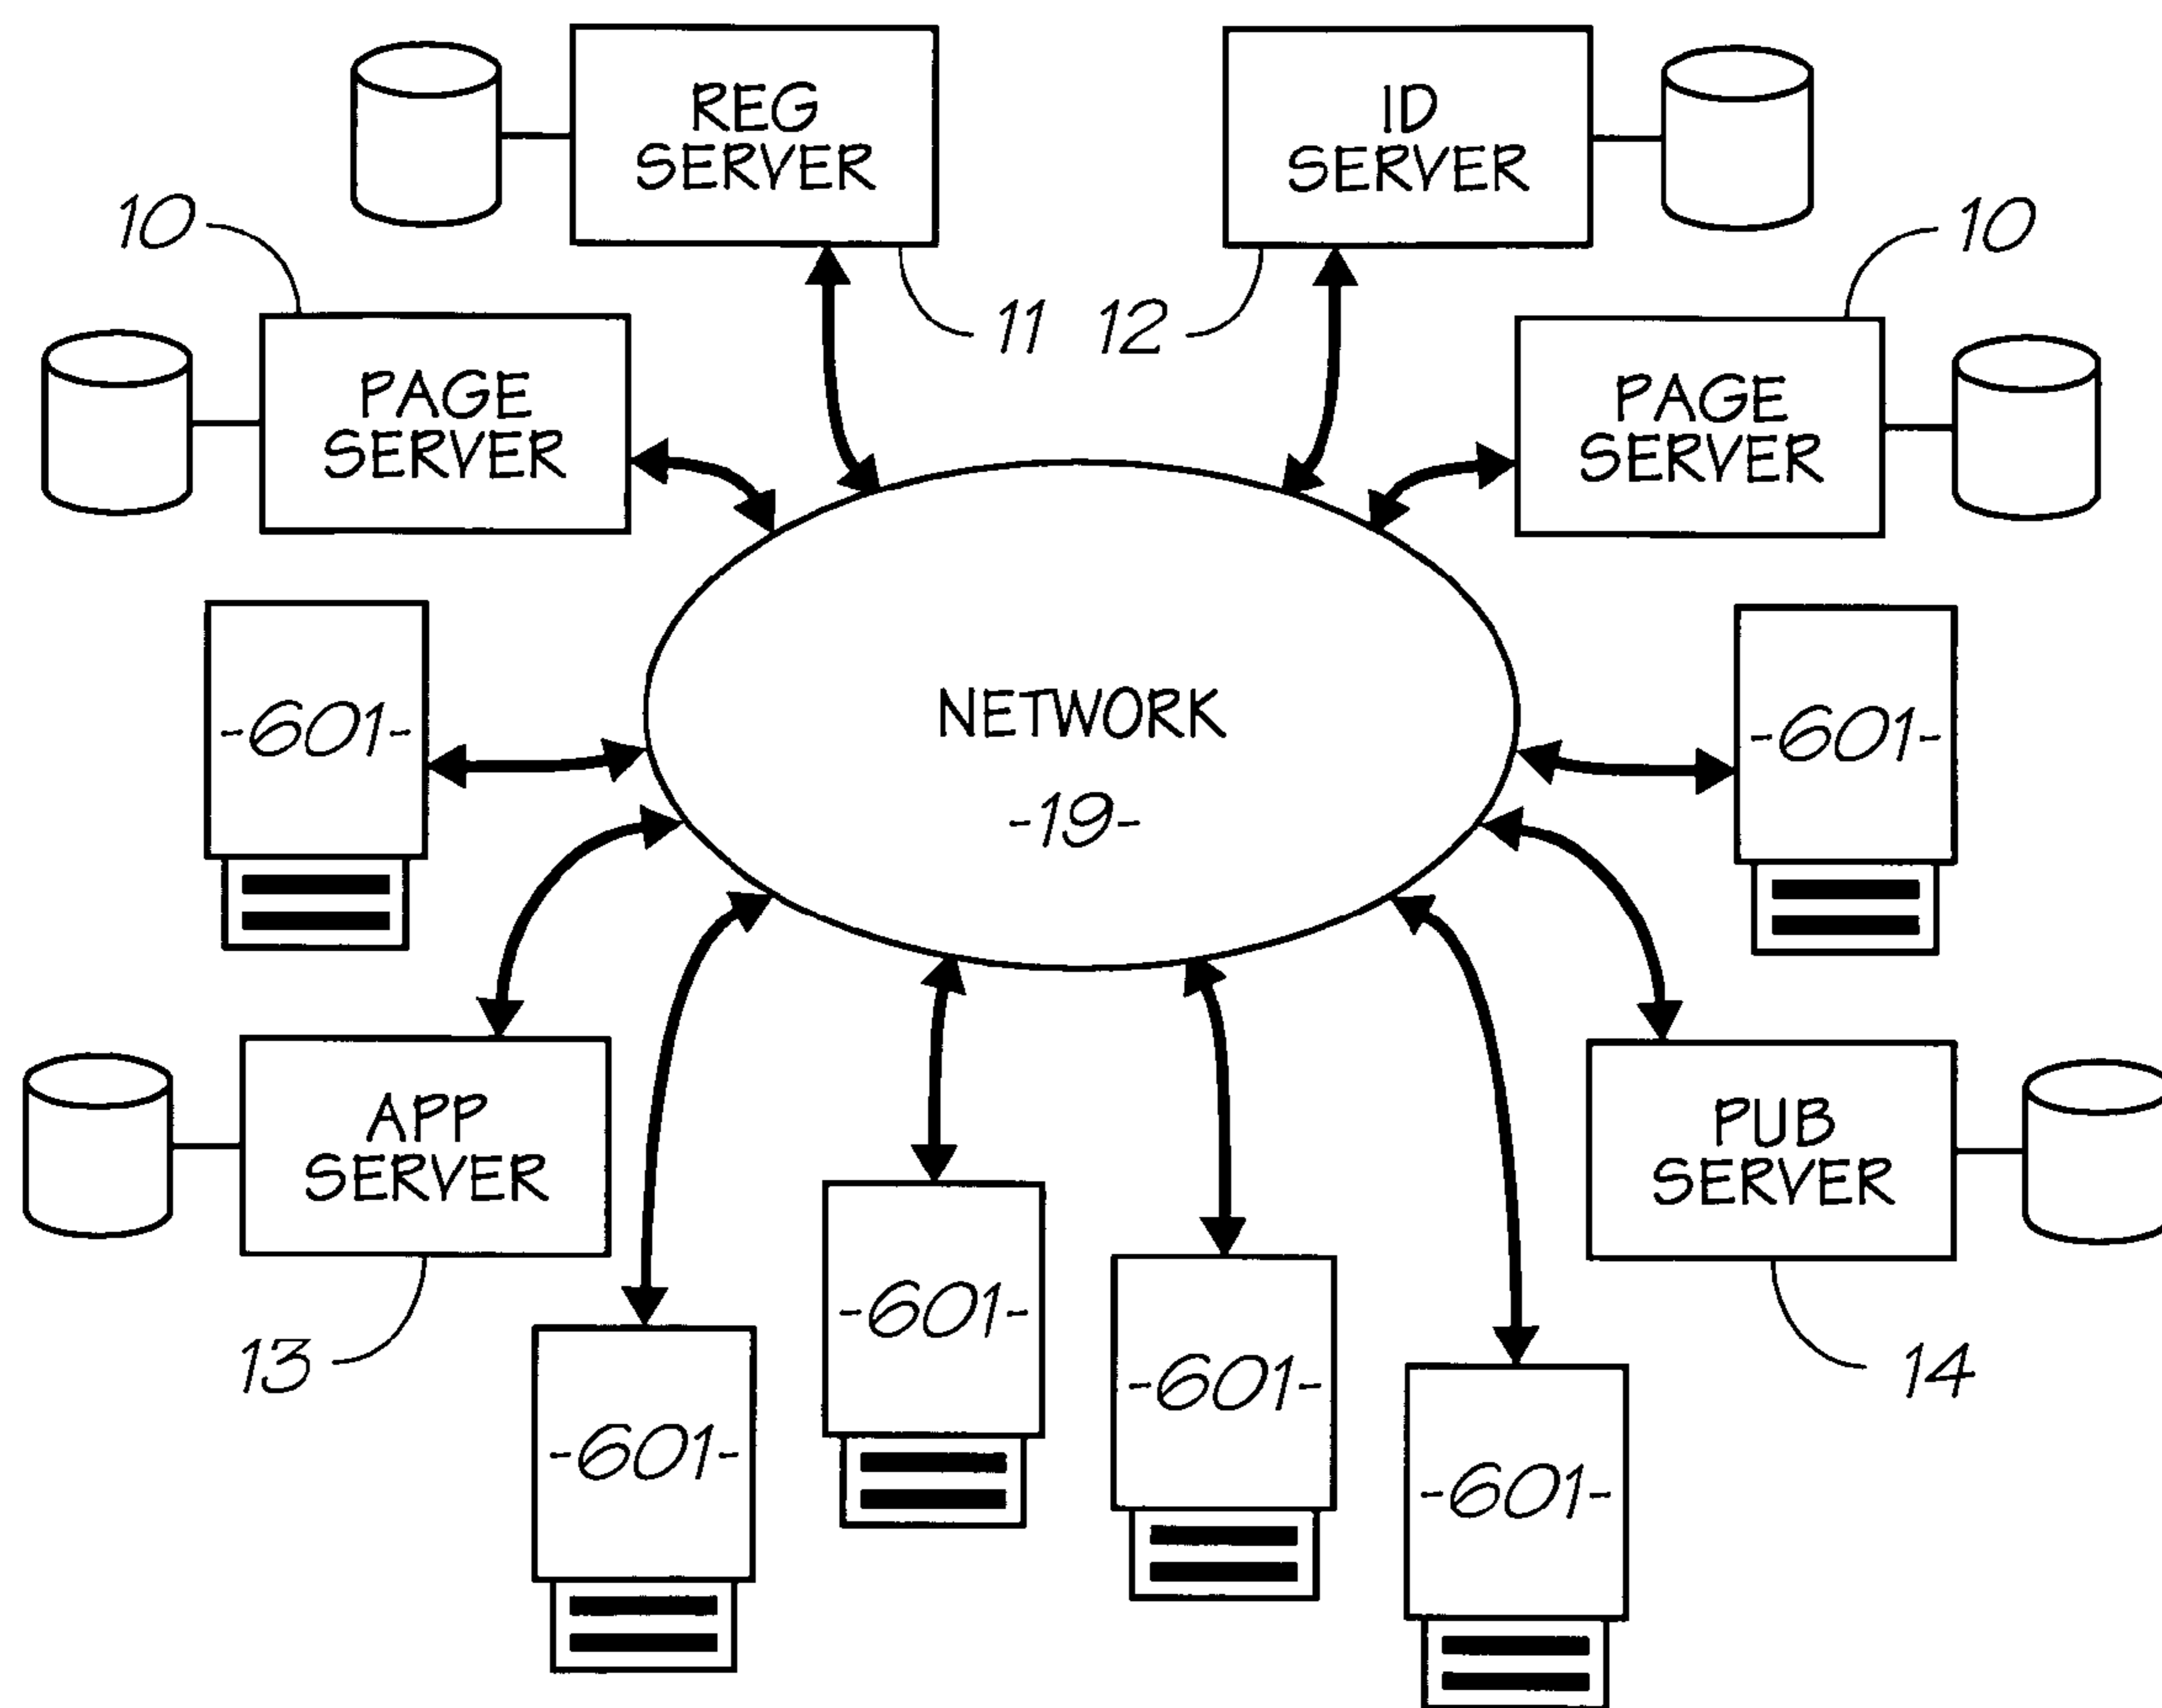 REG
SERVER
ID
SERVER
10
10
11
12
PAGE
SERVER
PAGE
SERVER
-601-
NETWORK
-19-
-601-
APP
SERVER
PUB
SERVER
13
-601-
-601-
-601-
-601-
14